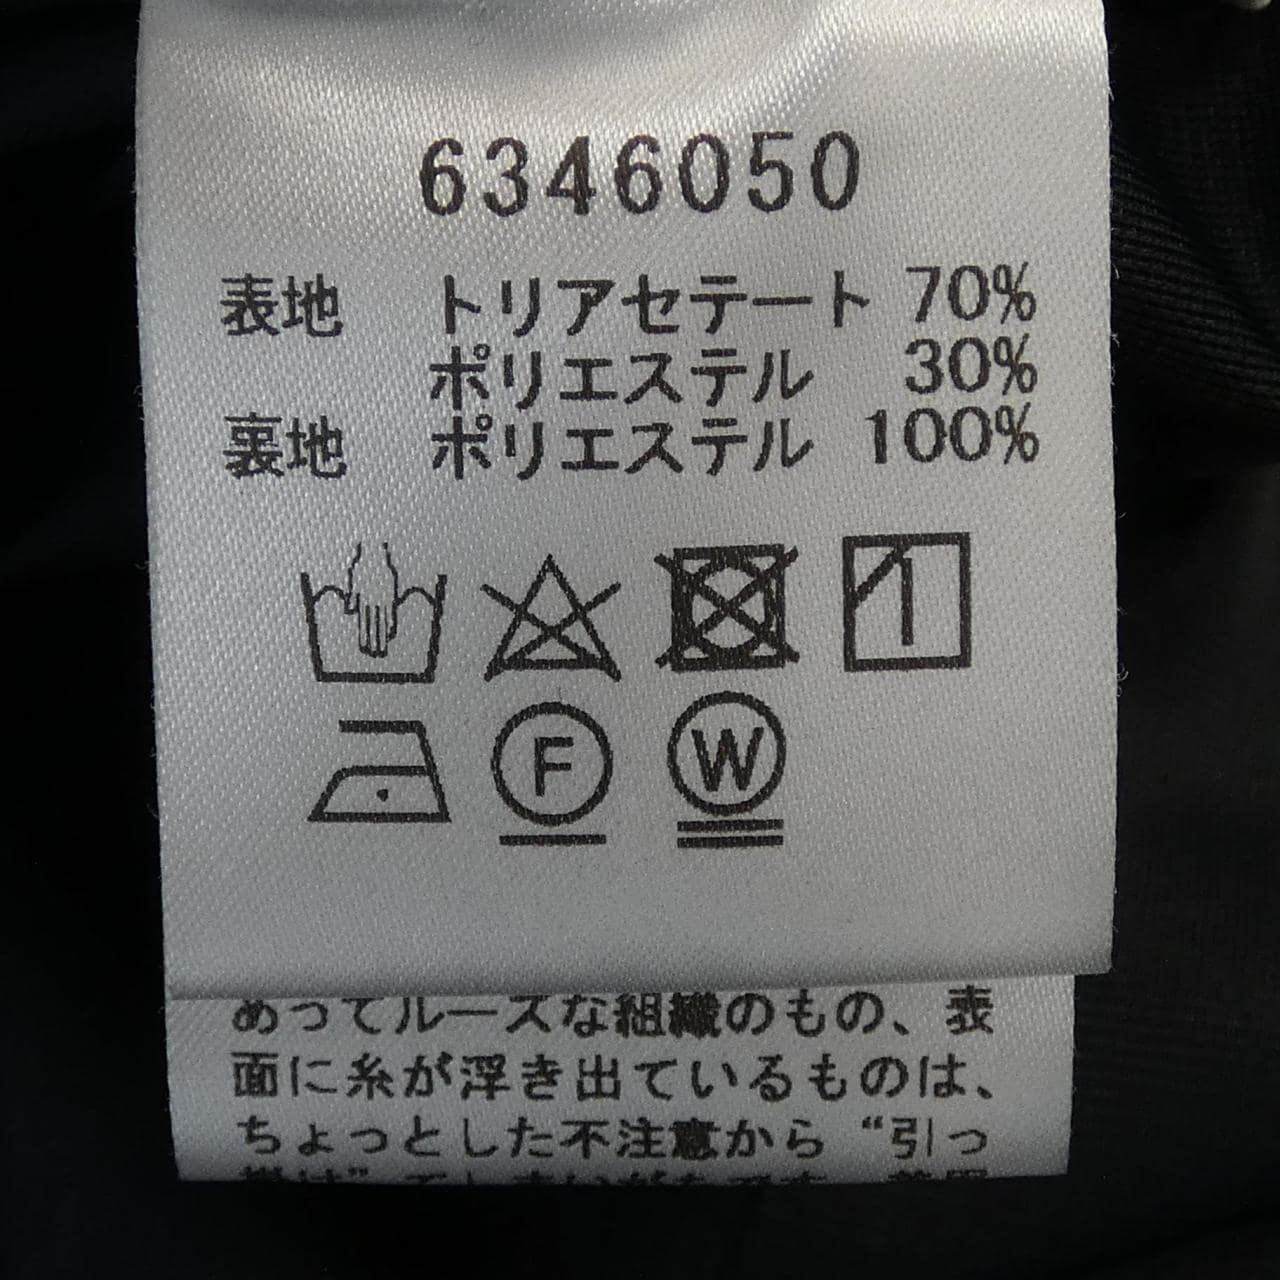 6346050
表地 トリアセテート 70%
ポリエステル 30%
裏地 ポリエステル 100%
F
W
めってルーズな組織のもの、表
面に糸が浮き出ているものは、
ちょっとした不注意から“引っ